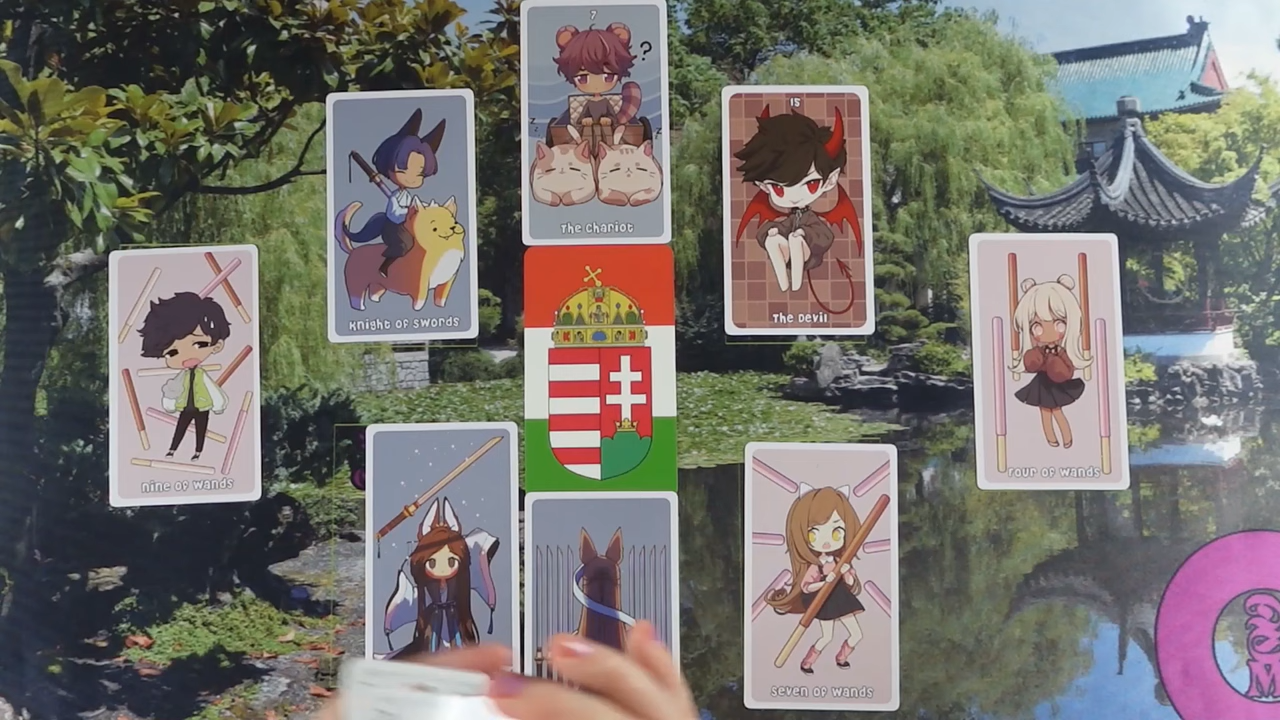 7
?
The Chariot
Knight of Swords
15
The Devil
Nine of Wands
Four of Wands
Seven of Wands